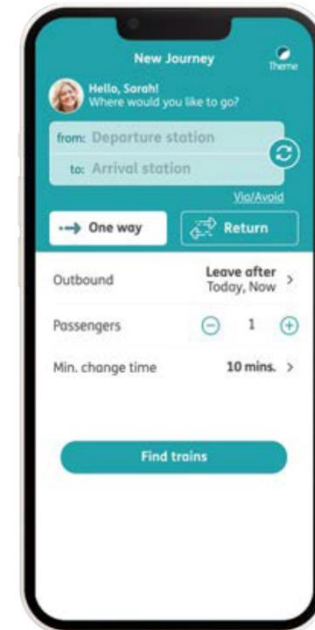 New Journey
Theme
Hello, Sarah!
Where would you like to go?
from: Departure station
to: Arrival station
Via/Avoid
One way
Return
Outbound
Leave after
Today, Now
Passengers
1
Min. change time
10 mins.
Find trains